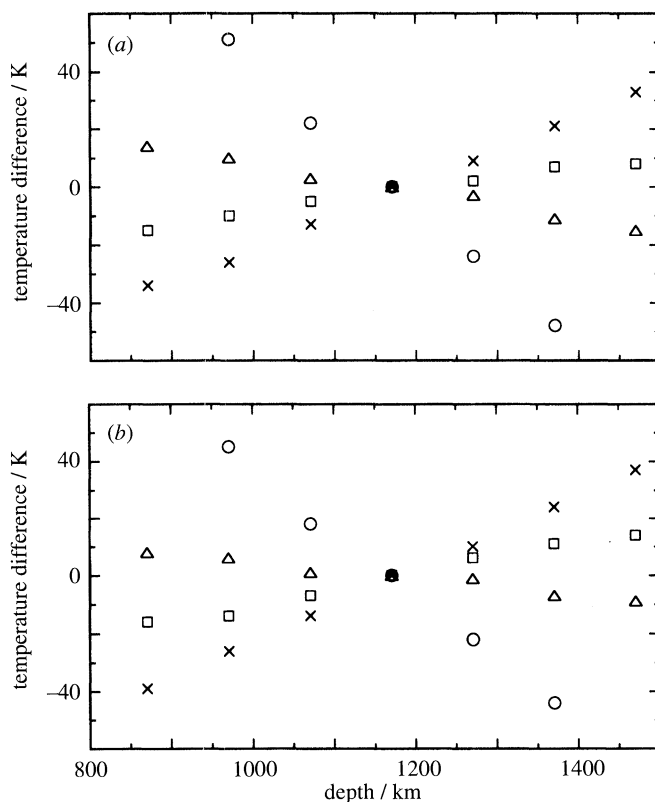 (a)
temperature difference / K
40
0
−40
(b)
temperature difference / K
40
0
−40
800
1000
1200
1400
depth / km